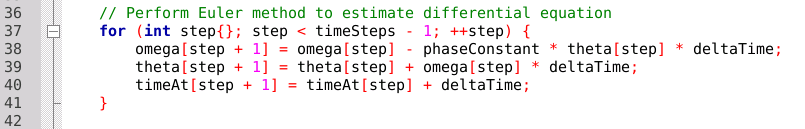 36 // Perform Euler method to estimate differential equation
37 for (int step{}; step < timeSteps - 1; ++step) {
38 omega[step + 1] = omega[step] - phaseConstant * theta[step] * deltaTime;
39 theta[step + 1] = theta[step] + omega[step] * deltaTime;
40 timeAt[step + 1] = timeAt[step] + deltaTime;
41 }
42